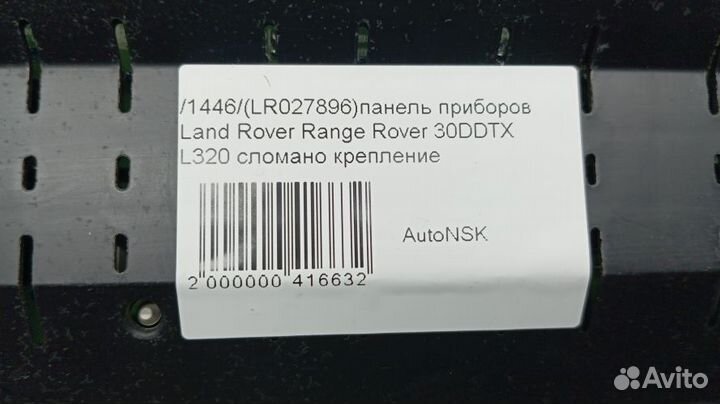 /1446/(LR027896)панель приборов
Land Rover Range Rover 30DDTX
L320 сломано крепление
AutoNSK
2 000000 416632
Avito